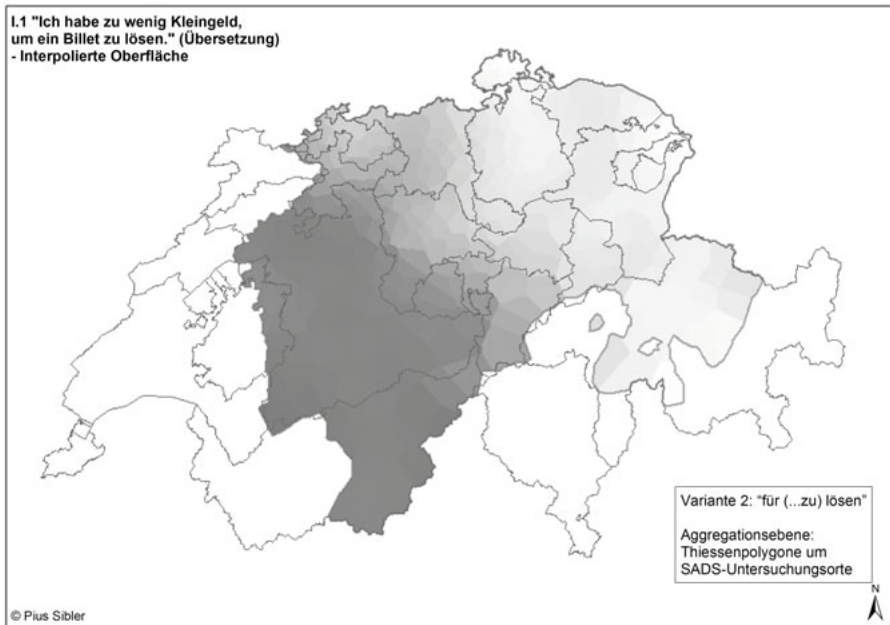 I.1 "Ich habe zu wenig Kleingeld,
um ein Billet zu lösen." (Übersetzung)
- Interpolierte Oberfläche
Variante 2: "für (...zu) lösen"
Aggregationsebene:
Thiessenpolygone um
SADS-Untersuchungsorte
N
© Pius Sibler